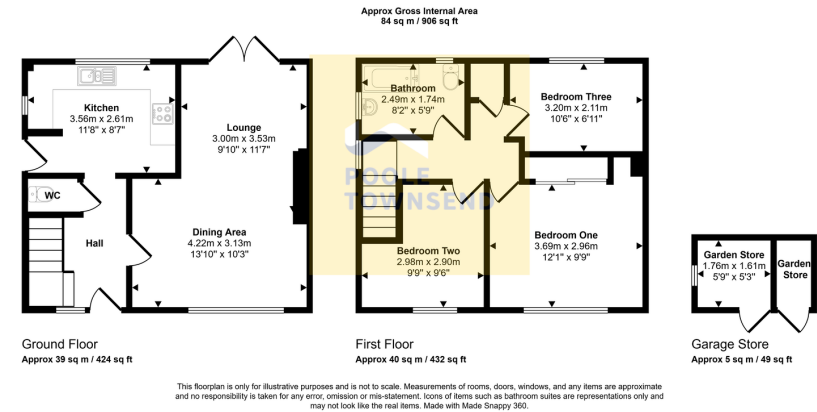 Approx Gross Internal Area
84 sq m / 906 sq ft
Kitchen
3.56m x 2.61m
11'8" x 8'7"
Lounge
3.00m x 3.53m
9'10" x 11'7"
WC
Hall
Dining Area
4.22m x 3.13m
13'10" x 10'3"
Bathroom
2.49m x 1.74m
8'2" x 5'9"
Bedroom Three
3.20m x 2.11m
10'6" x 6'11"
POOLE
TOWNSEND
Bedroom Two
2.98m x 2.90m
9'9" x 9'6"
Bedroom One
3.69m x 2.96m
12'1" x 9'9"
Garden Store
1.76m x 1.61m
5'9" x 5'3"
Garden
Store
Ground Floor
Approx 39 sq m / 424 sq ft
First Floor
Approx 40 sq m / 432 sq ft
Garage Store
Approx 5 sq m / 49 sq ft
This floorplan is only for illustrative purposes and is not to scale. Measurements of rooms, doors, windows, and any items are approximate
and no responsibility is taken for any error, omission or mis-statement. Icons of items such as bathroom suites are representations only and
may not look like the real items. Made with Made Snappy 360.